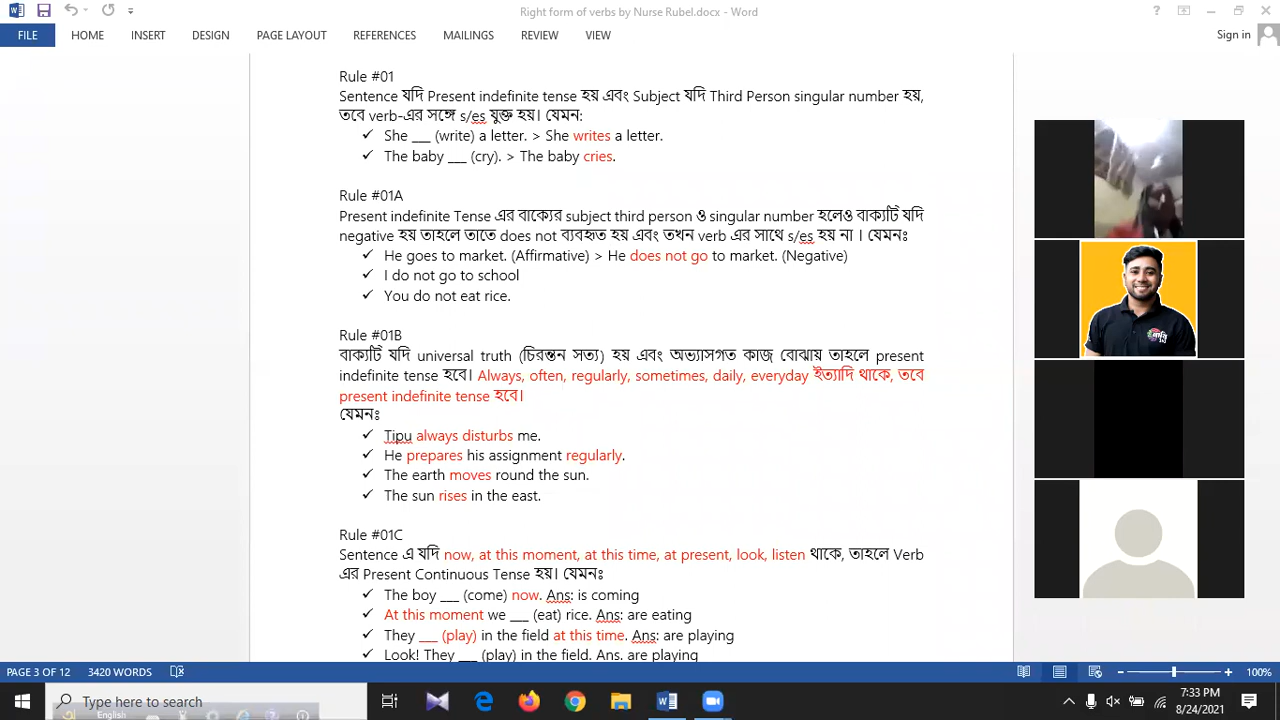 Right form of verbs by Nurse Rubel.docx - Word
FILE HOME INSERT DESIGN PAGE LAYOUT REFERENCES MAILINGS REVIEW VIEW Sign in
Rule #01
Sentence যদি Present indefinite tense হয় এবং Subject যদি Third Person singular number হয়,
তবে verb-এর সঙ্গে s/es যুক্ত হয়। যেমন:
✓ She ___ (write) a letter. > She writes a letter.
✓ The baby ___ (cry). > The baby cries.
Rule #01A
Present indefinite Tense এর বাক্যের subject third person ও singular number হলেও বাক্যটি যদি
negative হয় তাহলে তাতে does not ব্যবহৃত হয় এবং তখন verb এর সাথে s/es হয় না । যেমনঃ
✓ He goes to market. (Affirmative) > He does not go to market. (Negative)
✓ I do not go to school
✓ You do not eat rice.
Rule #01B
বাক্যটি যদি universal truth (চিরন্তন সত্য) হয় এবং অভ্যাসগত কাজ বোঝায় তাহলে present
indefinite tense হবে। Always, often, regularly, sometimes, daily, everyday ইত্যাদি থাকে, তবে
present indefinite tense হবে।
যেমনঃ
✓ Tipu always disturbs me.
✓ He prepares his assignment regularly.
✓ The earth moves round the sun.
✓ The sun rises in the east.
Rule #01C
Sentence এ যদি now, at this moment, at this time, at present, look, listen থাকে, তাহলে Verb
এর Present Continuous Tense হয়। যেমনঃ
✓ The boy ___ (come) now. Ans: is coming
✓ At this moment we ___ (eat) rice. Ans: are eating
✓ They ___ (play) in the field at this time. Ans: are playing
✓ Look! They ___ (play) in the field. Ans. are playing
PAGE 3 OF 12 3420 WORDS 100%
Type here to search 7:33 PM
English 8/24/2021